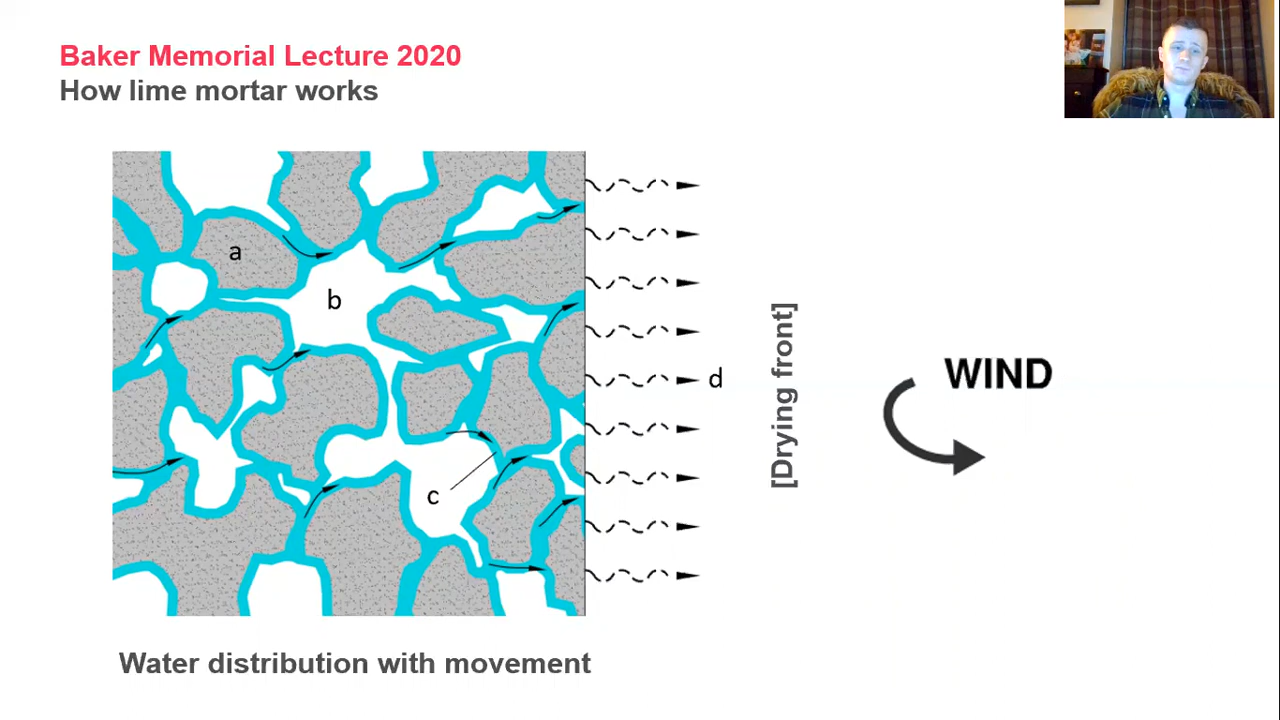 Baker Memorial Lecture 2020
How lime mortar works
a
b
c
d
[Drying front]
WIND
Water distribution with movement